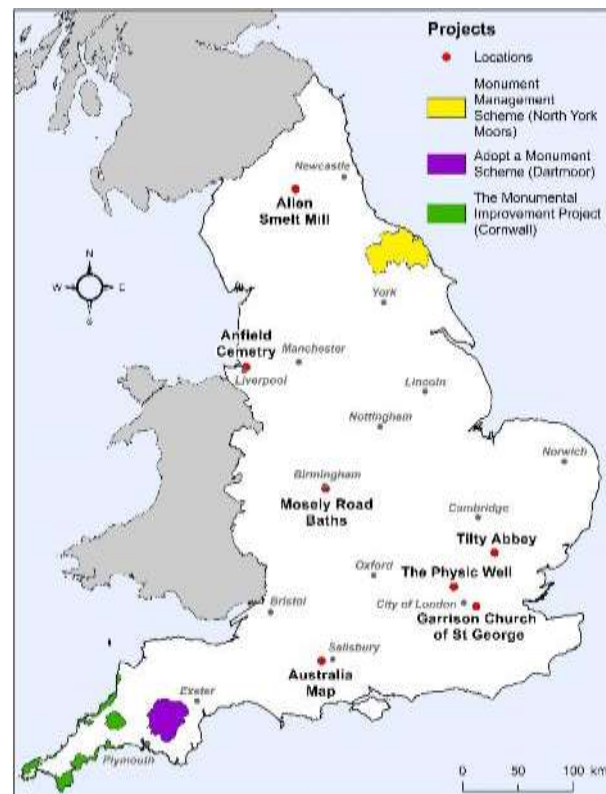 Projects
Locations
Monument
Management
Scheme (North York
Moors)
Adopt a Monument
Scheme (Dartmoor)
The Monumental
Improvement Project
(Cornwall)
Newcastle
Allen
Smelt Mill
N
W
E
S
York
Anfield
Cemetry
Manchester
Liverpool
Lincoln
Nottingham
Norwich
Birmingham
Mosely Road
Baths
Cambridge
Tilty Abbey
Oxford
The Physic Well
Bristol
City of London
Garrison Church
of St George
Salisbury
Australia
Map
Exeter
Plymouth
0 50 100 km